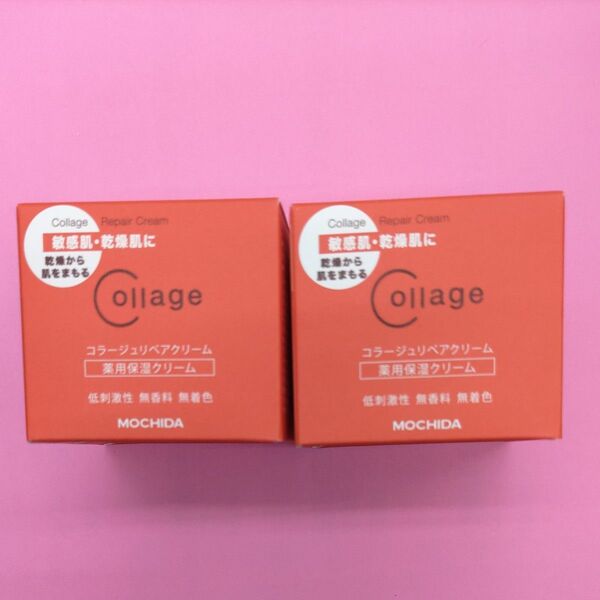 Collage Repair Cream
敏感肌・乾燥肌に
乾燥から
肌をまもる
Collage
コラージュリペアクリーム
薬用保湿クリーム
低刺激性 無香料 無着色
MOCHIDA
Collage Repair Cream
敏感肌・乾燥肌に
乾燥から
肌をまもる
Collage
コラージュリペアクリーム
薬用保湿クリーム
低刺激性 無香料 無着色
MOCHIDA